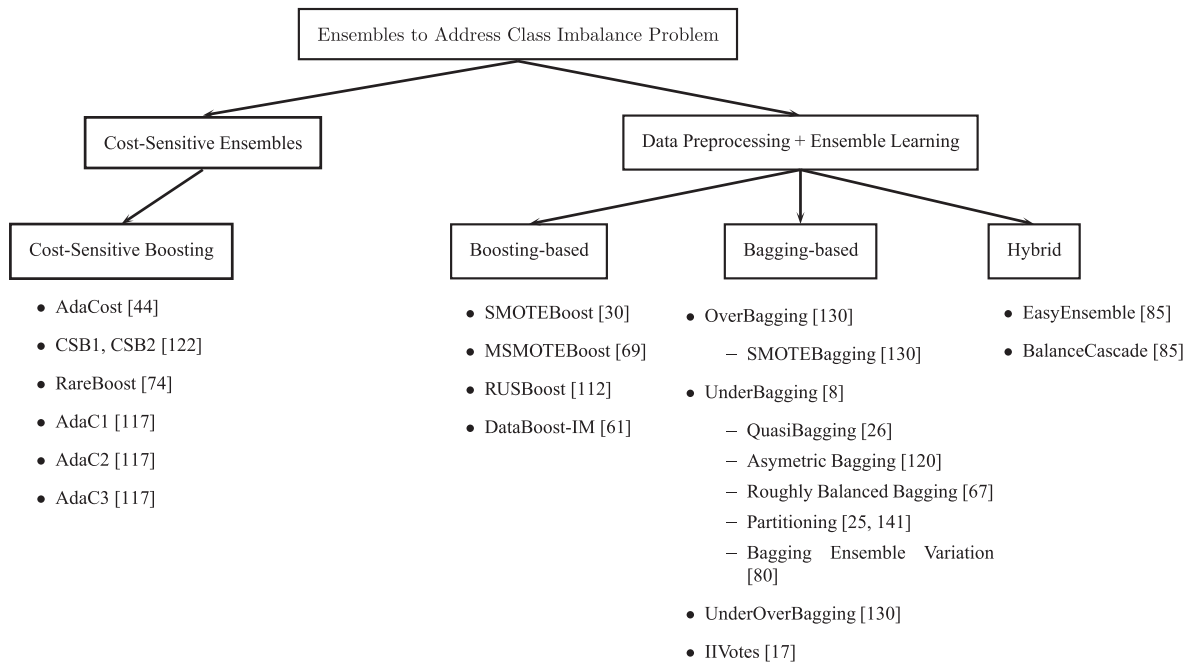 Ensembles to Address Class Imbalance Problem
Cost-Sensitive Ensembles
Data Preprocessing + Ensemble Learning
Cost-Sensitive Boosting
Boosting-based
Bagging-based
Hybrid
• AdaCost [44]
• CSB1, CSB2 [122]
• RareBoost [74]
• AdaC1 [117]
• AdaC2 [117]
• AdaC3 [117]
• SMOTEBoost [30]
• MSMOTEBoost [69]
• RUSBoost [112]
• DataBoost-IM [61]
• OverBagging [130]
– SMOTEBagging [130]
• UnderBagging [8]
– QuasiBagging [26]
– Asymetric Bagging [120]
– Roughly Balanced Bagging [67]
– Partitioning [25, 141]
– Bagging Ensemble Variation
[80]
• UnderOverBagging [130]
• IIVotes [17]
• EasyEnsemble [85]
• BalanceCascade [85]